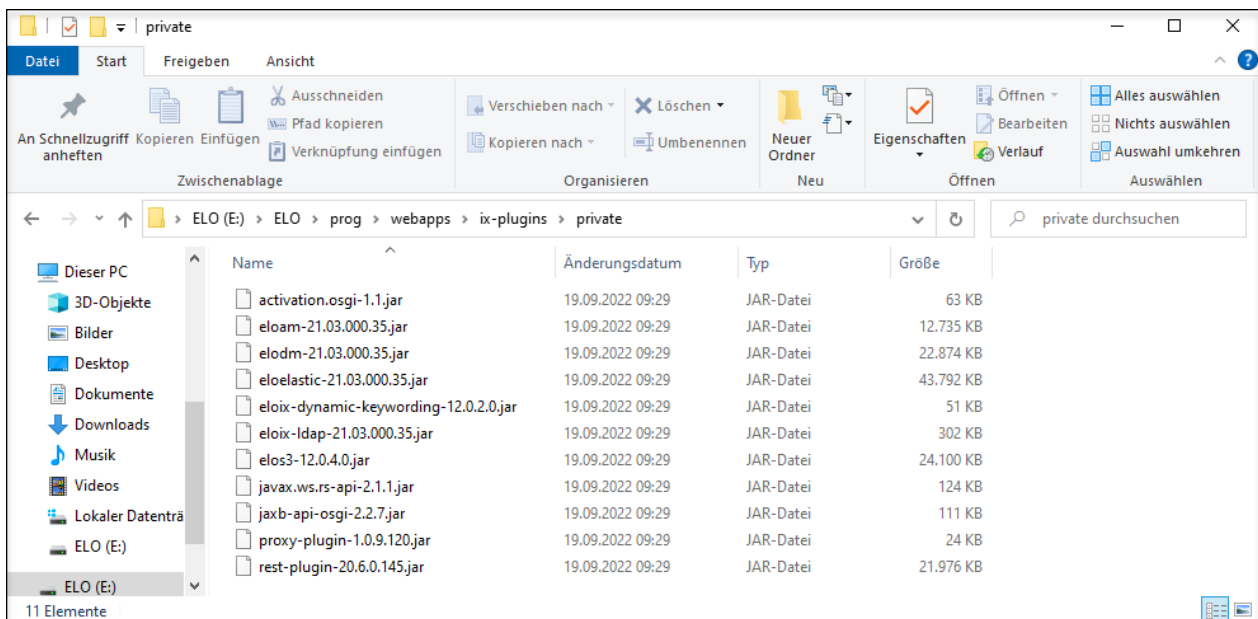 private
Datei Start Freigeben Ansicht
An Schnellzugriff anheften
Kopieren
Einfügen
Ausschneiden
Pfad kopieren
Verknüpfung einfügen
Zwischenablage
Verschieben nach
Kopieren nach
Löschen
Umbenennen
Organisieren
Neuer Ordner
Neu
Eigenschaften
Öffnen
Bearbeiten
Verlauf
Öffnen
Alles auswählen
Nichts auswählen
Auswahl umkehren
Auswählen
ELO (E:) > ELO > prog > webapps > ix-plugins > private
private durchsuchen
Dieser PC
3D-Objekte
Bilder
Desktop
Dokumente
Downloads
Musik
Videos
Lokaler Datenträ
ELO (E:)
ELO (E:)
Name Änderungsdatum Typ Größe
activation.osgi-1.1.jar 19.09.2022 09:29 JAR-Datei 63 KB
eloam-21.03.000.35.jar 19.09.2022 09:29 JAR-Datei 12.735 KB
elodm-21.03.000.35.jar 19.09.2022 09:29 JAR-Datei 22.874 KB
eloelastic-21.03.000.35.jar 19.09.2022 09:29 JAR-Datei 43.792 KB
eloix-dynamic-keywording-12.0.2.0.jar 19.09.2022 09:29 JAR-Datei 51 KB
eloix-ldap-21.03.000.35.jar 19.09.2022 09:29 JAR-Datei 302 KB
elos3-12.0.4.0.jar 19.09.2022 09:29 JAR-Datei 24.100 KB
javax.ws.rs-api-2.1.1.jar 19.09.2022 09:29 JAR-Datei 124 KB
jaxb-api-osgi-2.2.7.jar 19.09.2022 09:29 JAR-Datei 111 KB
proxy-plugin-1.0.9.120.jar 19.09.2022 09:29 JAR-Datei 24 KB
rest-plugin-20.6.0.145.jar 19.09.2022 09:29 JAR-Datei 21.976 KB
11 Elemente